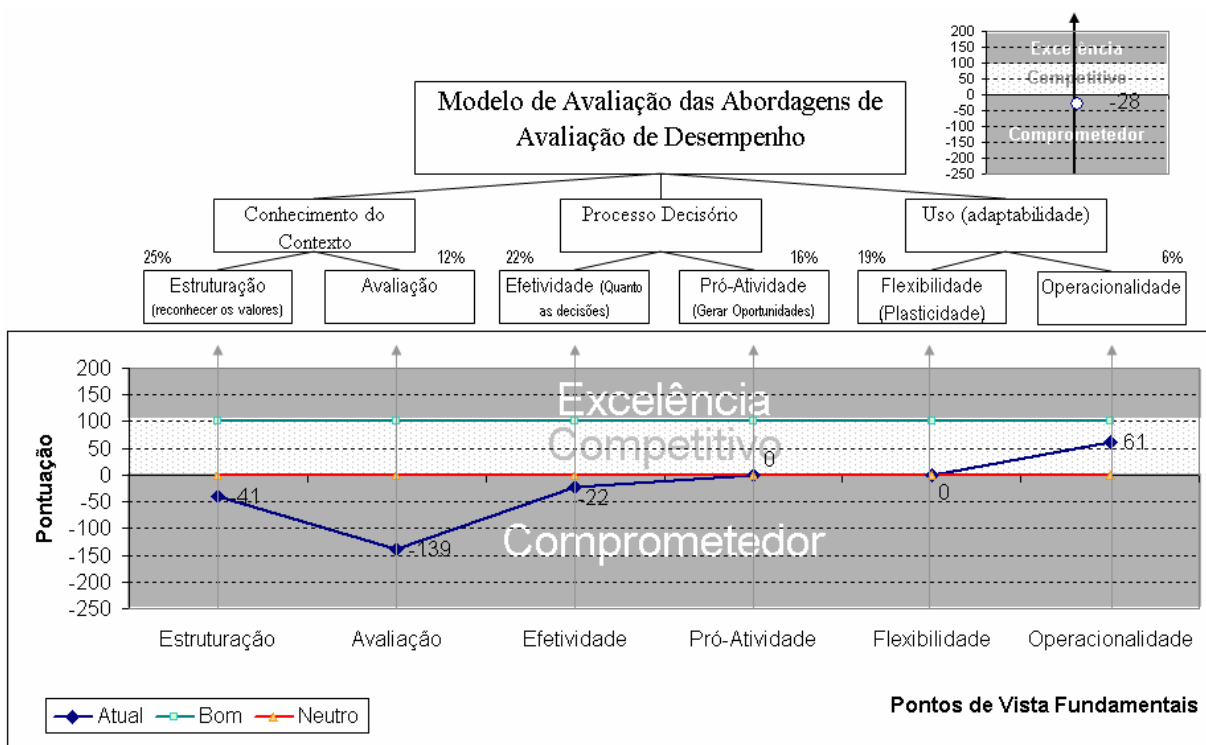 200
150
100
50
0
-50
-100
-150
-200
-250
Excelência
Competitivo
-28
Comprometedor
Modelo de Avaliação das Abordagens de
Avaliação de Desempenho
Conhecimento do
Contexto
Processo Decisório
Uso (adaptabilidade)
25%
12%
22%
16%
19%
6%
Estruturação
(reconhecer os valores)
Avaliação
Efetividade (Quanto
as decisões)
Pró-Atividade
(Gerar Oportunidades)
Flexibilidade
(Plasticidade)
Operacionalidade
Pontuação
200
150
100
50
0
-50
-100
-150
-200
-250
Excelência
Competitivo
Comprometedor
-41
-139
-22
0
0
61
Estruturação
Avaliação
Efetividade
Pró-Atividade
Flexibilidade
Operacionalidade
Atual
Bom
Neutro
Pontos de Vista Fundamentais